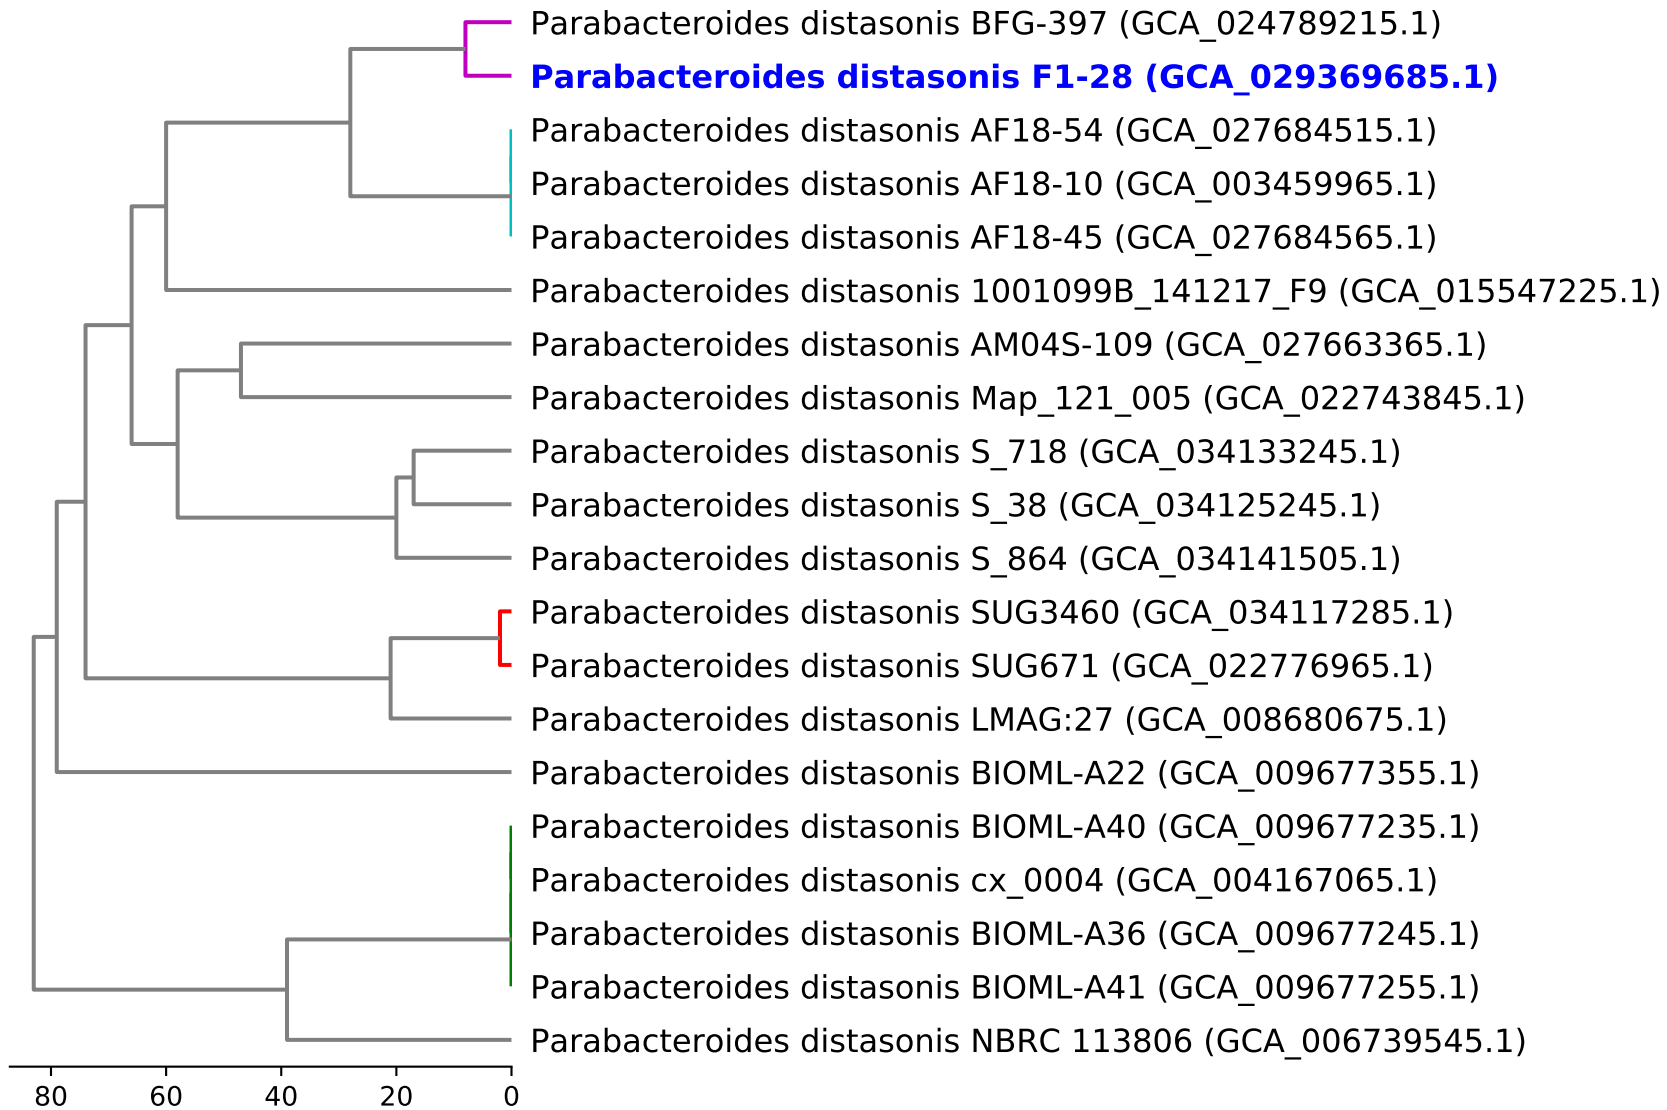 Parabacteroides distasonis BFG-397 (GCA_024789215.1)
Parabacteroides distasonis F1-28 (GCA_029369685.1)
Parabacteroides distasonis AF18-54 (GCA_027684515.1)
Parabacteroides distasonis AF18-10 (GCA_003459965.1)
Parabacteroides distasonis AF18-45 (GCA_027684565.1)
Parabacteroides distasonis 1001099B_141217_F9 (GCA_015547225.1)
Parabacteroides distasonis AM04S-109 (GCA_027663365.1)
Parabacteroides distasonis Map_121_005 (GCA_022743845.1)
Parabacteroides distasonis S_718 (GCA_034133245.1)
Parabacteroides distasonis S_38 (GCA_034125245.1)
Parabacteroides distasonis S_864 (GCA_034141505.1)
Parabacteroides distasonis SUG3460 (GCA_034117285.1)
Parabacteroides distasonis SUG671 (GCA_022776965.1)
Parabacteroides distasonis LMAG:27 (GCA_008680675.1)
Parabacteroides distasonis BIOML-A22 (GCA_009677355.1)
Parabacteroides distasonis BIOML-A40 (GCA_009677235.1)
Parabacteroides distasonis cx_0004 (GCA_004167065.1)
Parabacteroides distasonis BIOML-A36 (GCA_009677245.1)
Parabacteroides distasonis BIOML-A41 (GCA_009677255.1)
Parabacteroides distasonis NBRC 113806 (GCA_006739545.1)
80 60 40 20 0